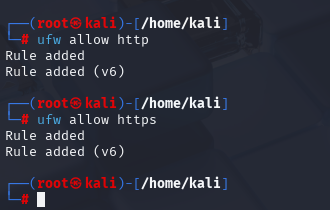 ┌──(root㉿kali)-[/home/kali]
└─# ufw allow http
Rule added
Rule added (v6)
┌──(root㉿kali)-[/home/kali]
└─# ufw allow https
Rule added
Rule added (v6)
┌──(root㉿kali)-[/home/kali]
└─#